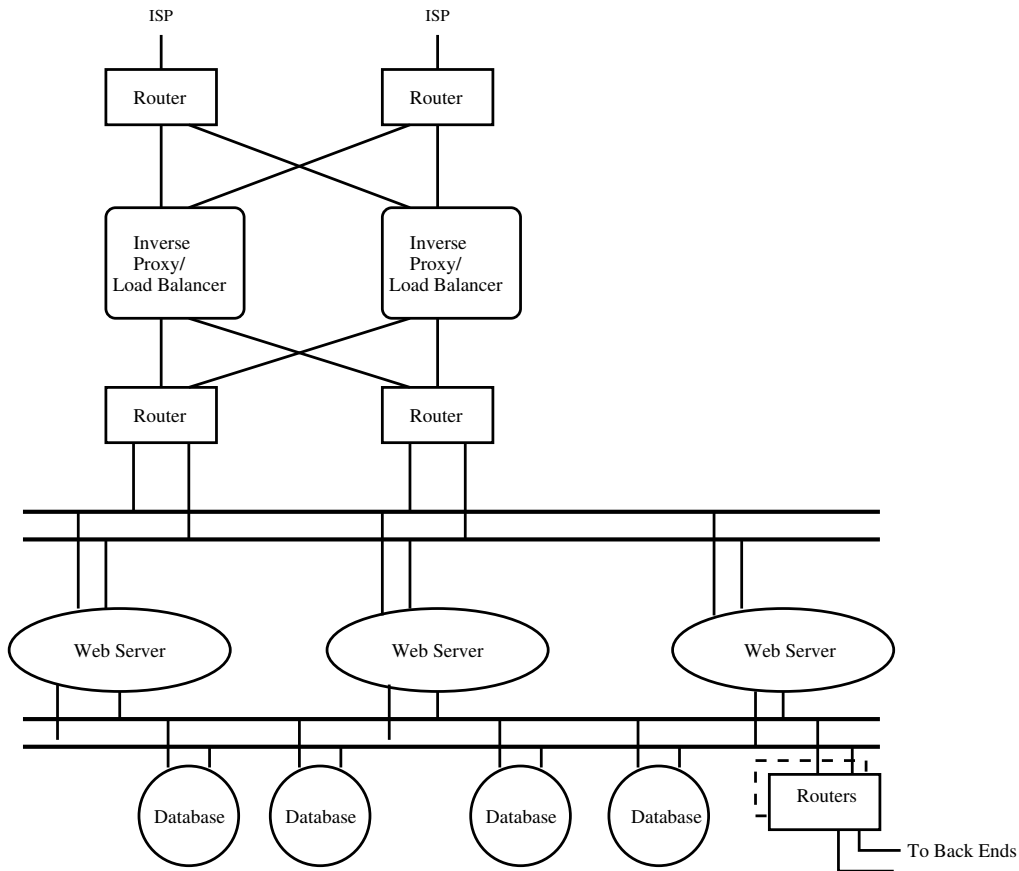 ISP
ISP
Router
Router
Inverse
Proxy/
Load Balancer
Inverse
Proxy/
Load Balancer
Router
Router
Web Server
Web Server
Web Server
Database
Database
Database
Database
Routers
To Back Ends